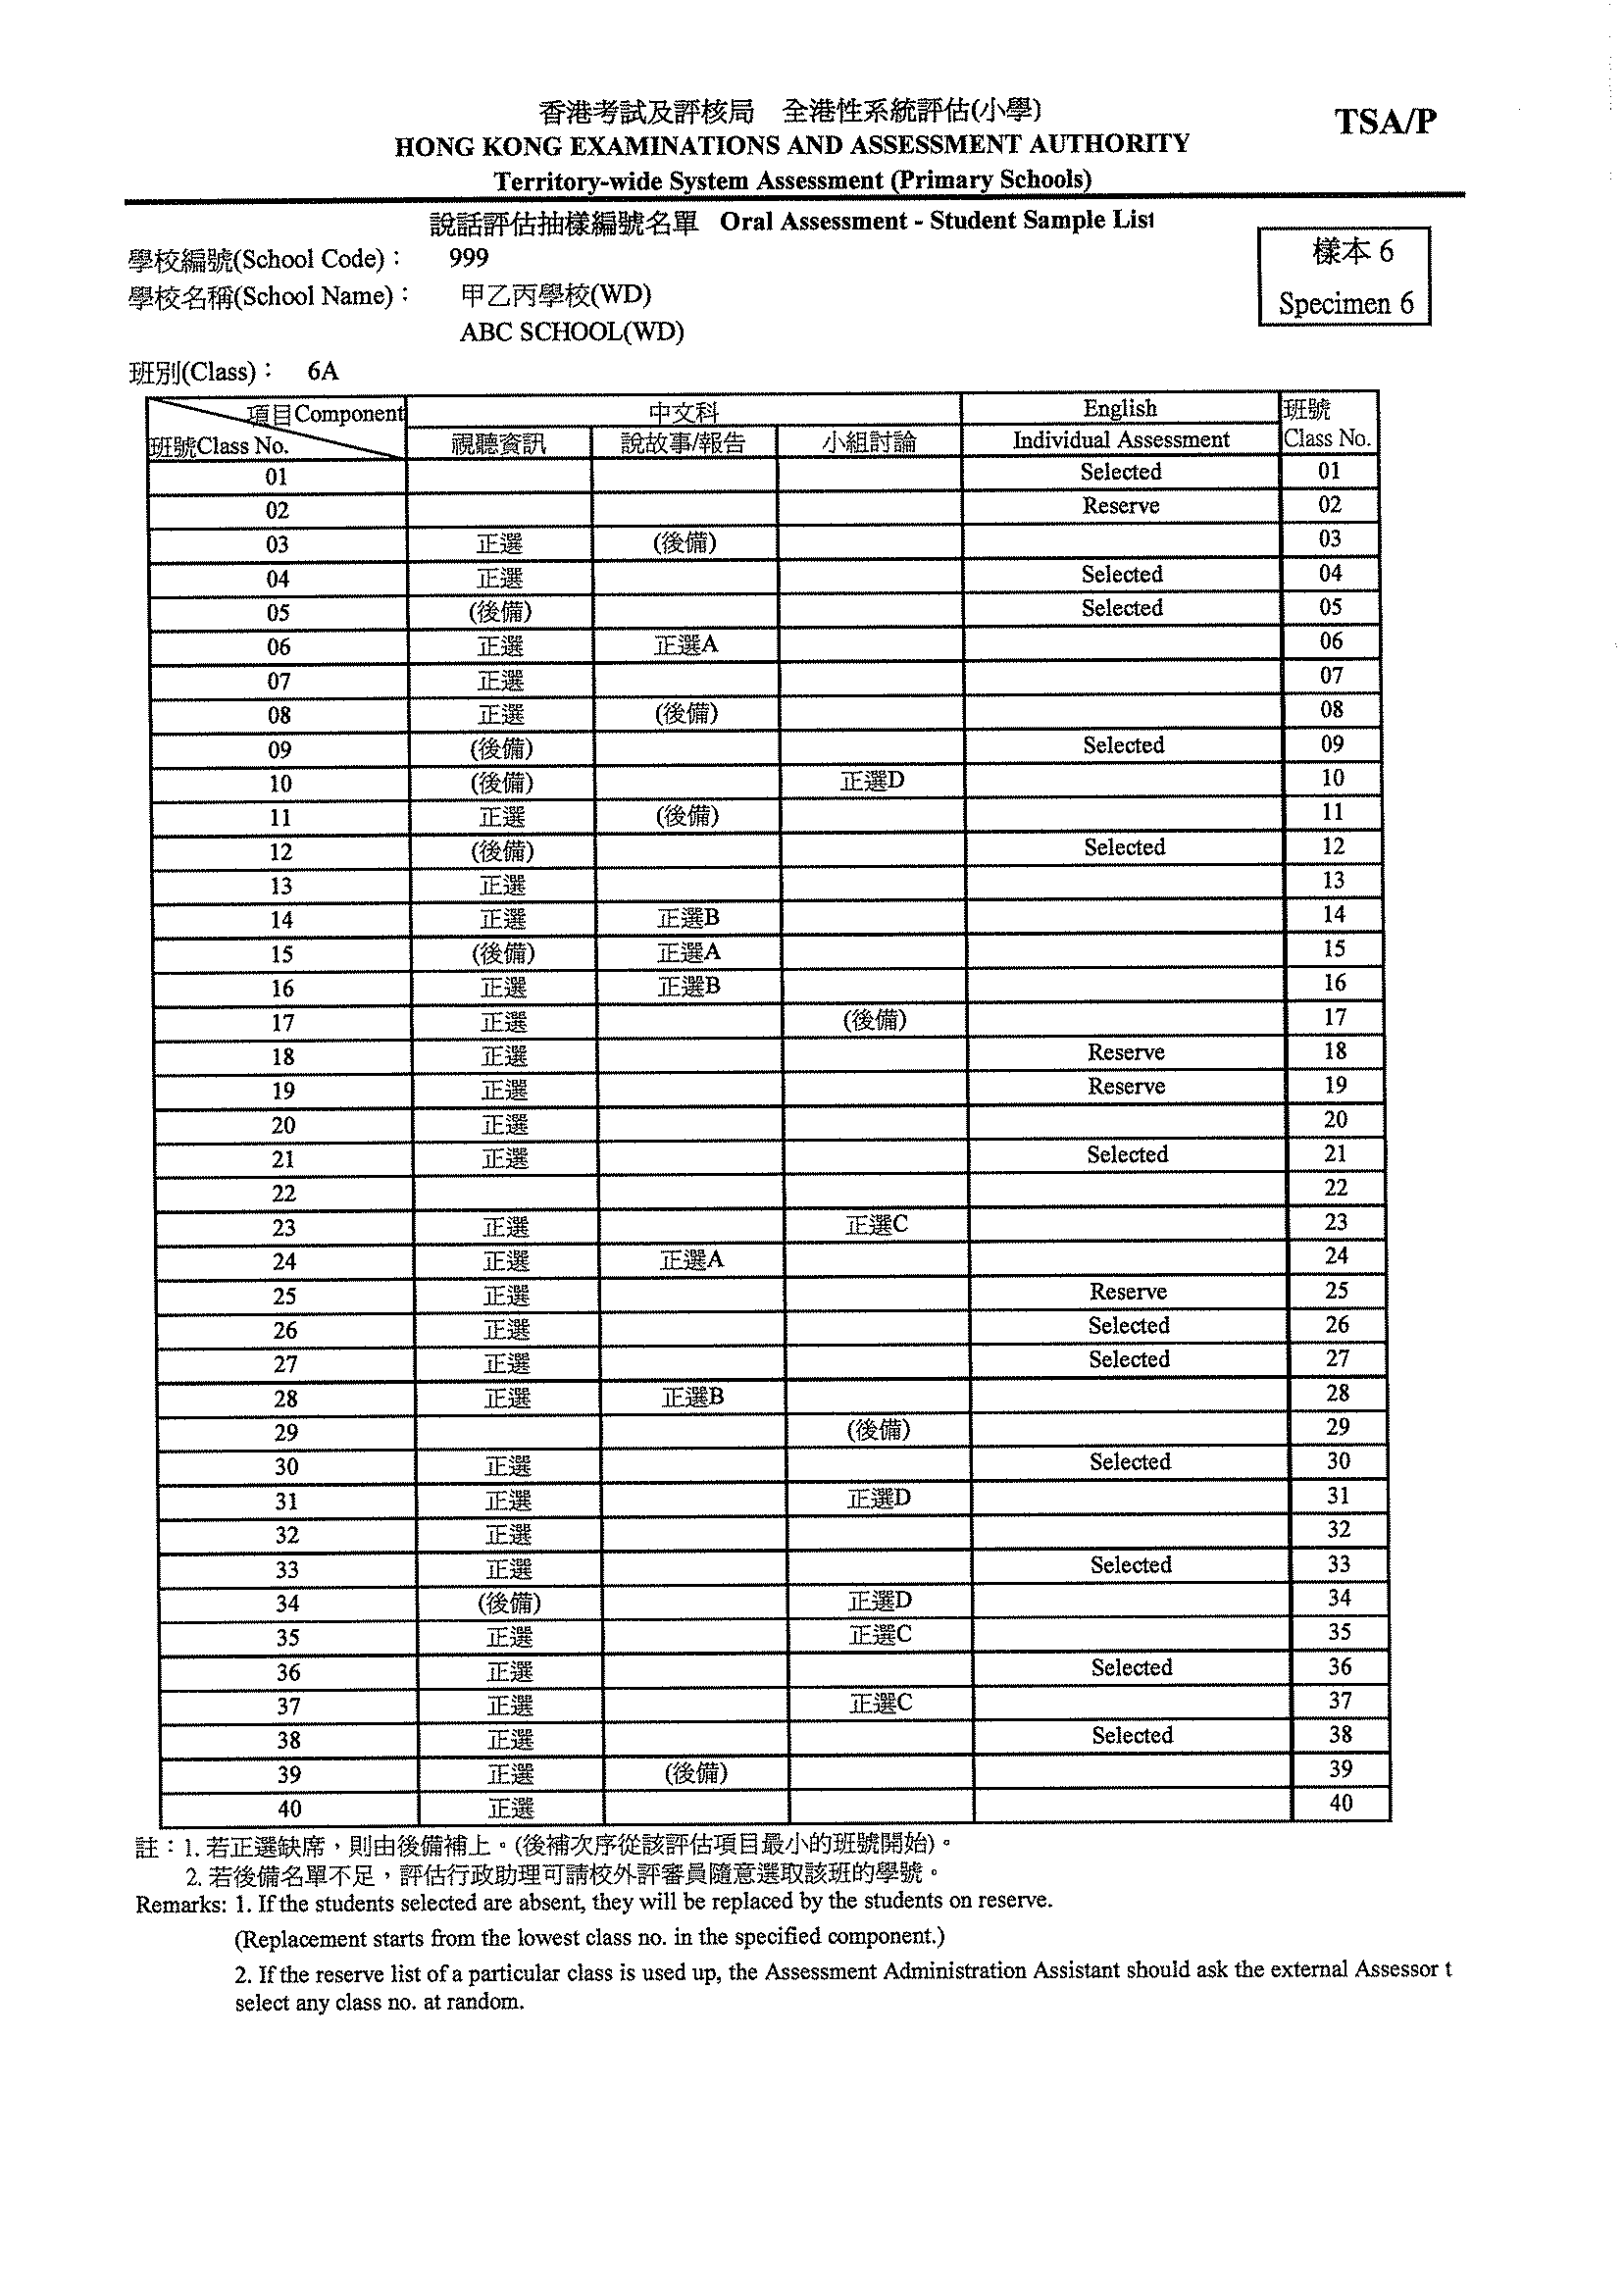 香港考試及評核局　全港性系統評估(小學)
TSA/P
HONG KONG EXAMINATIONS AND ASSESSMENT AUTHORITY
Territory-wide System Assessment (Primary Schools)
說話評估抽樣編號名單 Oral Assessment - Student Sample List
學校編號(School Code)： 999
樣本 6
Specimen 6
學校名稱(School Name)： 甲乙丙學校(WD)
ABC SCHOOL(WD)
班別(Class)： 6A
項目Component 中文科 English 班號
班號Class No. 視聽資訊 說故事/報告 小組討論 Individual Assessment Class No.
01 Selected 01
02 Reserve 02
03 正選 (後備) 03
04 正選 Selected 04
05 (後備) Selected 05
06 正選 正選A 06
07 正選 07
08 正選 (後備) 08
09 (後備) Selected 09
10 (後備) 正選D 10
11 正選 (後備) 11
12 (後備) Selected 12
13 正選 13
14 正選 正選B 14
15 (後備) 正選A 15
16 正選 正選B 16
17 正選 (後備) 17
18 正選 Reserve 18
19 正選 Reserve 19
20 正選 20
21 正選 Selected 21
22 22
23 正選 正選C 23
24 正選 正選A 24
25 正選 Reserve 25
26 正選 Selected 26
27 正選 Selected 27
28 正選 正選B 28
29 (後備) 29
30 正選 Selected 30
31 正選 正選D 31
32 正選 32
33 正選 Selected 33
34 (後備) 正選D 34
35 正選 正選C 35
36 正選 Selected 36
37 正選 正選C 37
38 正選 Selected 38
39 正選 (後備) 39
40 正選 40
註：1. 若正選缺席，則由後備補上。(後補次序從該評估項目最小的班號開始)。
2. 若後備名單不足，評估行政助理可請校外評審員隨意選取該班的學號。
Remarks: 1. If the students selected are absent, they will be replaced by the students on reserve.
(Replacement starts from the lowest class no. in the specified component.)
2. If the reserve list of a particular class is used up, the Assessment Administration Assistant should ask the external Assessor t
select any class no. at random.